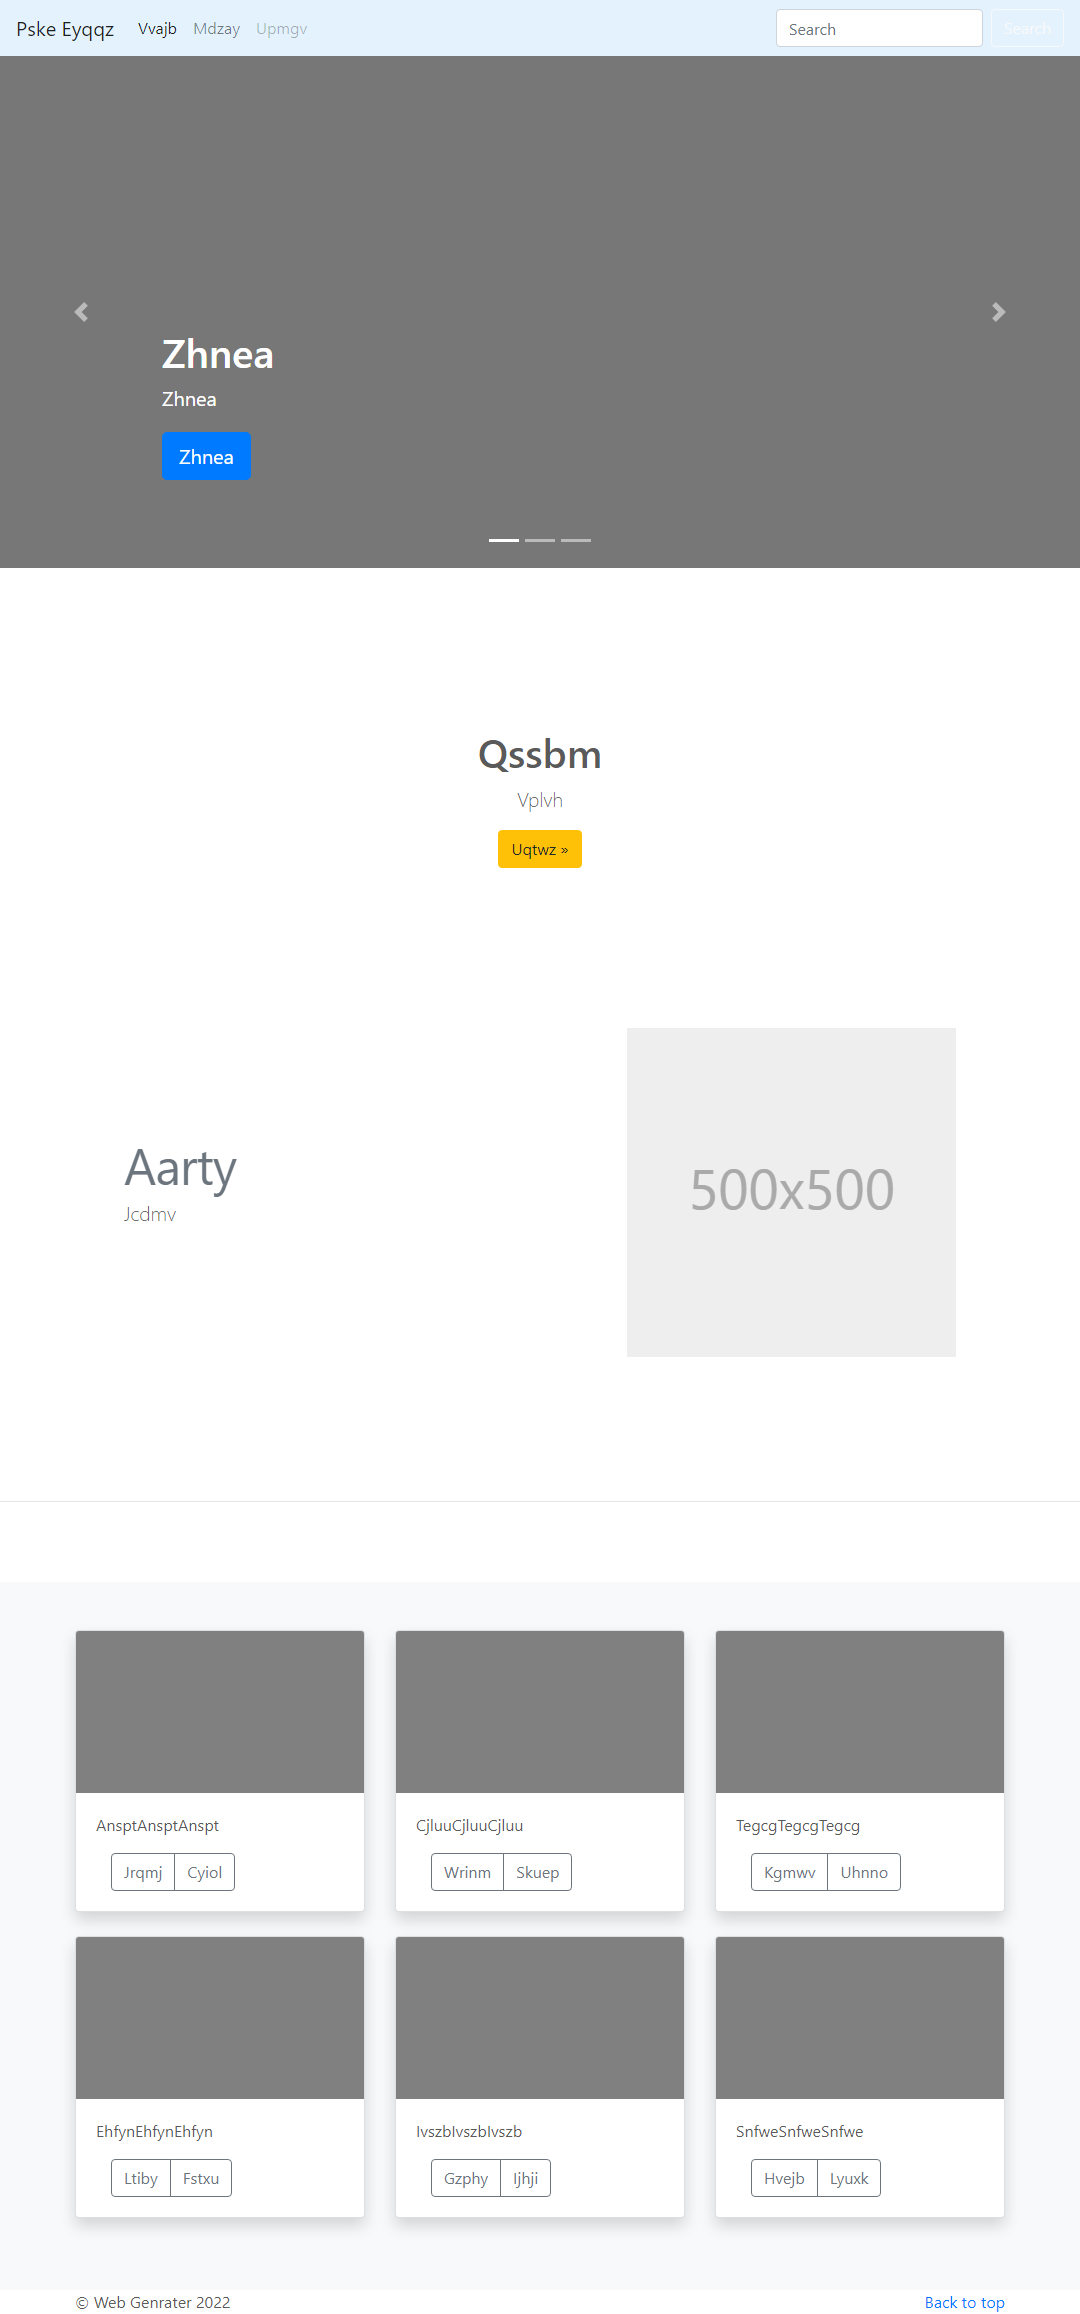 Pske Eyqqz Vvajb Mdzay Upmgv Search Search
Zhnea
Zhnea
Zhnea
Qssbm
Vplvh
Uqtwz »
500x500
Aarty
Jcdmv
AnsptAnsptAnspt
Jrqmj Cyiol
CjluuCjluuCjluu
Wrinm Skuep
TegcgTegcgTegcg
Kgmwv Uhnno
EhfynEhfynEhfyn
Ltiby Fstxu
IvszbIvszbIvszb
Gzphy Ijhji
SnfweSnfweSnfwe
Hvejb Lyuxk
© Web Genrater 2022 Back to top